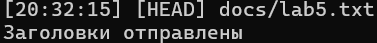 [20:32:15] [HEAD] docs/lab5.txt
Заголовки отправлены